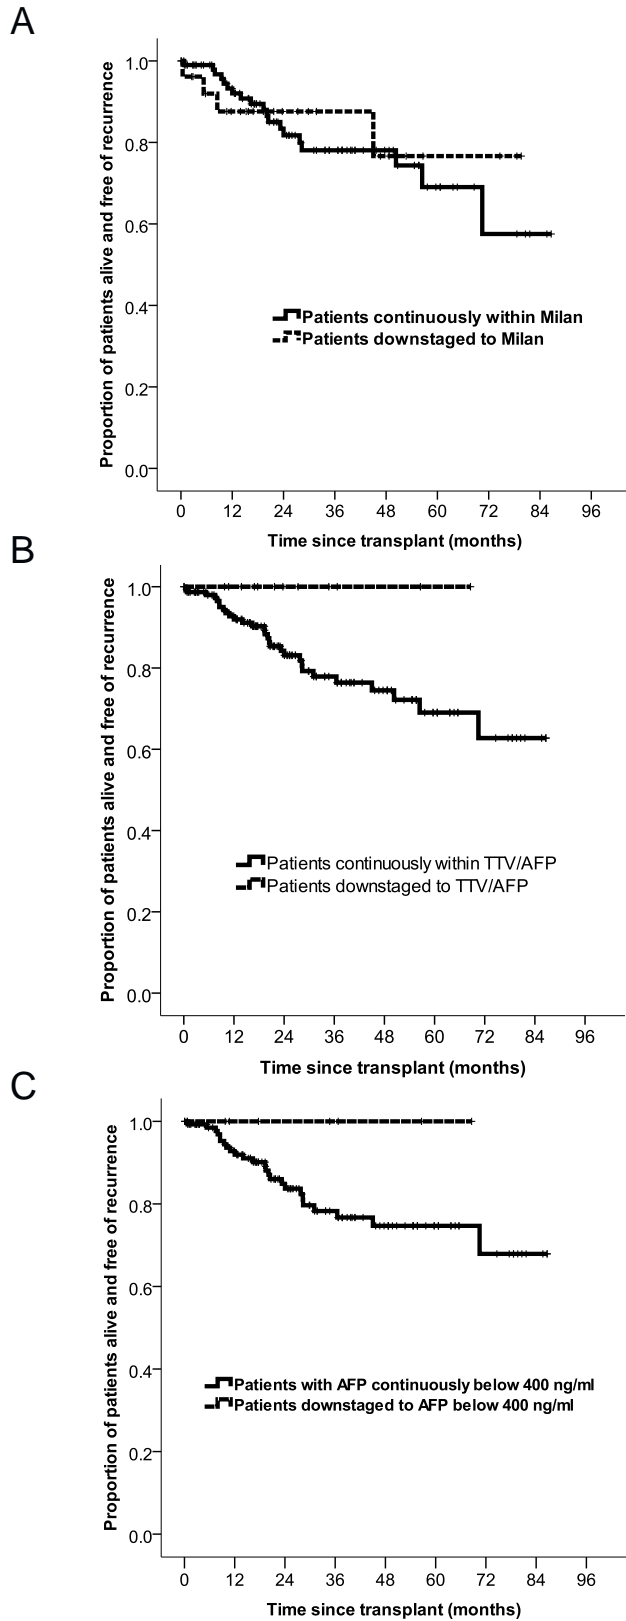 A
Proportion of patients alive and free of recurrence
1.0
0.8
0.6
0.4
0.2
0.0
Patients continuously within Milan
Patients downstaged to Milan
0 12 24 36 48 60 72 84 96
Time since transplant (months)
B
Proportion of patients alive and free of recurrence
1.0
0.8
0.6
0.4
0.2
0.0
Patients continuously within TTV/AFP
Patients downstaged to TTV/AFP
0 12 24 36 48 60 72 84 96
Time since transplant (months)
C
Proportion of patients alive and free of recurrence
1.0
0.8
0.6
0.4
0.2
0.0
Patients with AFP continuously below 400 ng/ml
Patients downstaged to AFP below 400 ng/ml
0 12 24 36 48 60 72 84 96
Time since transplant (months)